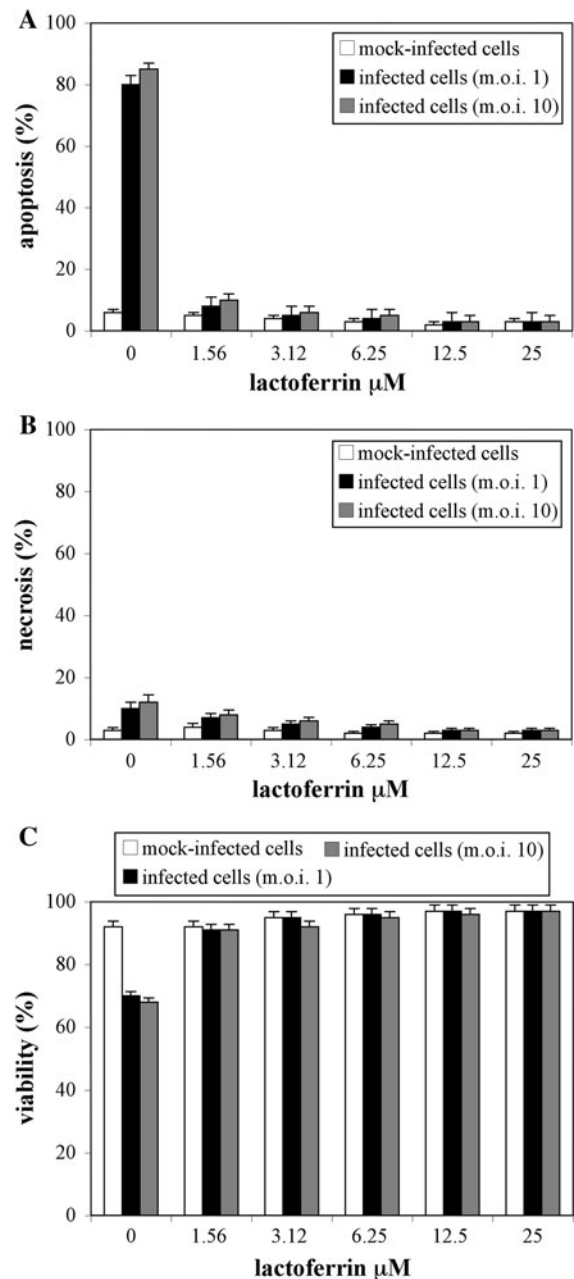 A
100
80
60
40
20
0
apoptosis (%)
mock-infected cells
infected cells (m.o.i. 1)
infected cells (m.o.i. 10)
0 1.56 3.12 6.25 12.5 25
lactoferrin μM
B
100
80
60
40
20
0
necrosis (%)
mock-infected cells
infected cells (m.o.i. 1)
infected cells (m.o.i. 10)
0 1.56 3.12 6.25 12.5 25
lactoferrin μM
C
mock-infected cells infected cells (m.o.i. 10)
infected cells (m.o.i. 1)
100
80
60
40
20
0
viability (%)
0 1.56 3.12 6.25 12.5 25
lactoferrin μM